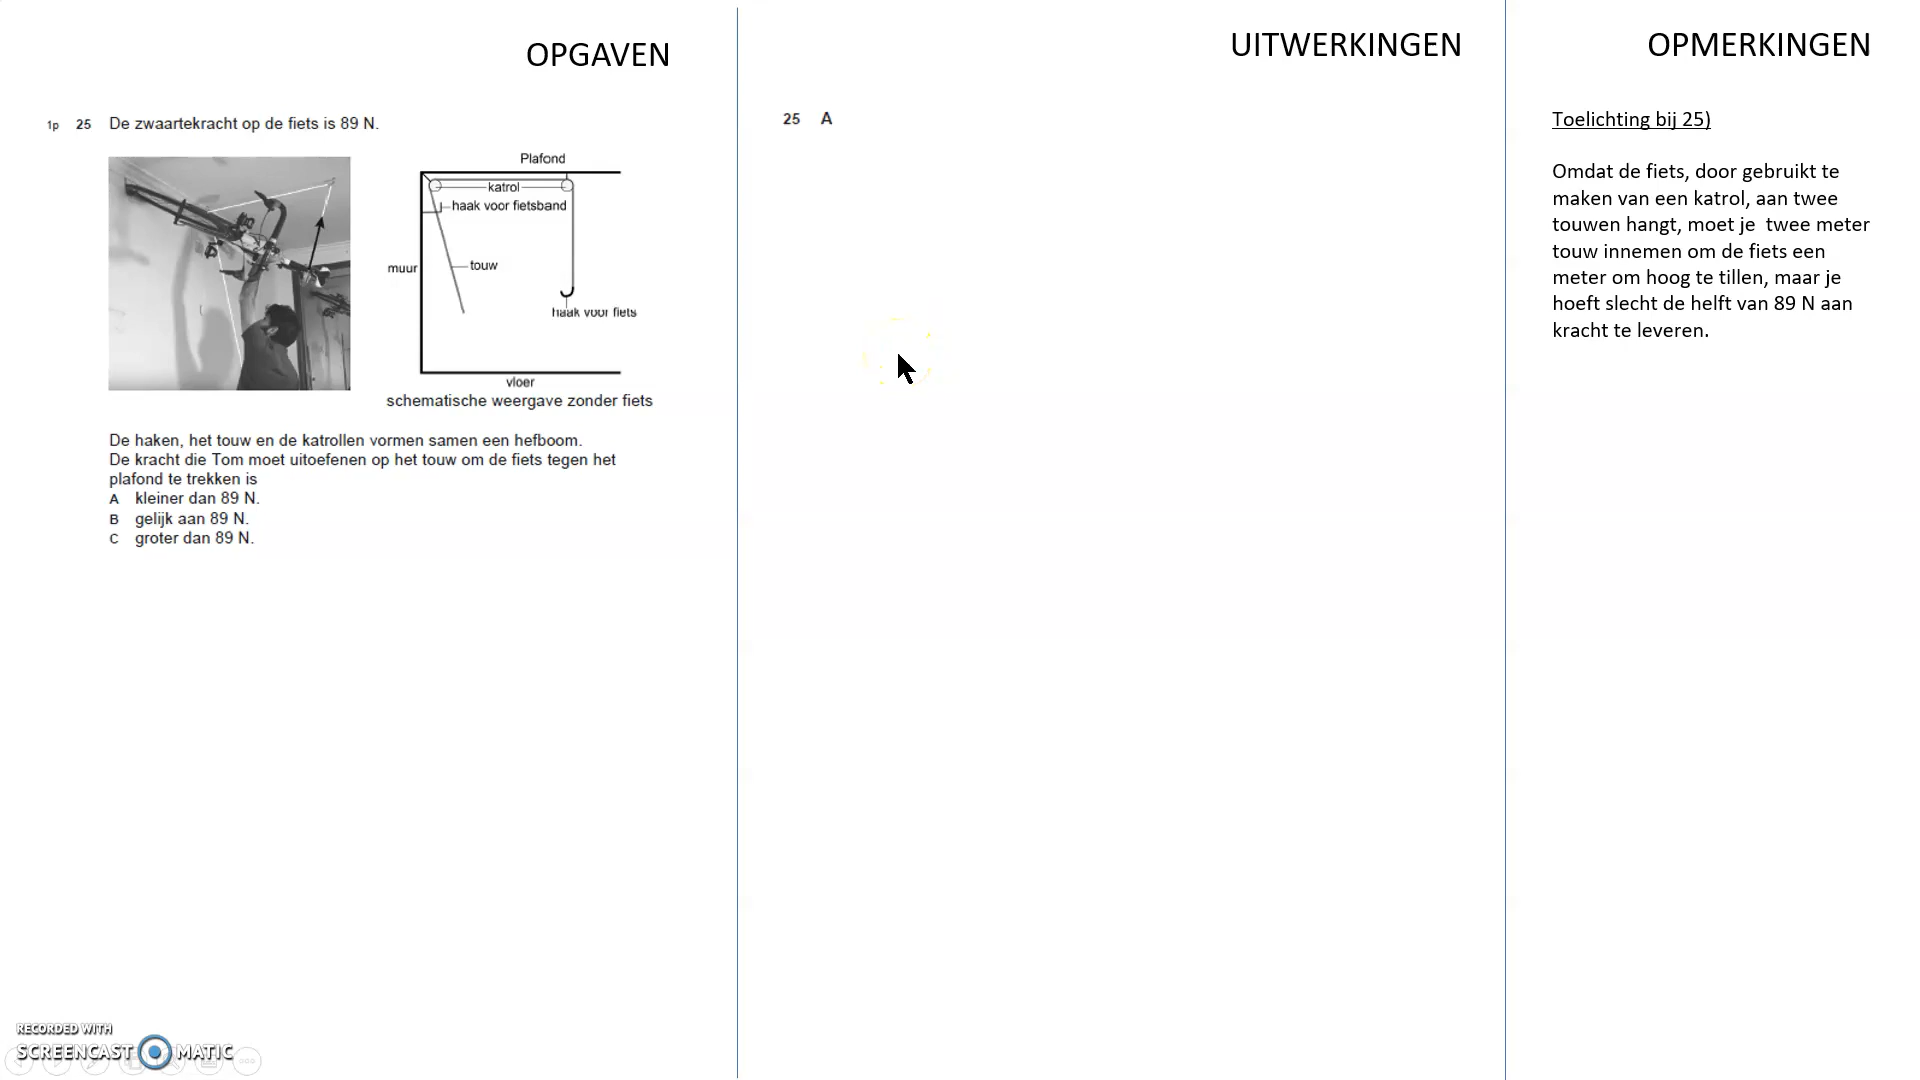 OPGAVEN
1p 25 De zwaartekracht op de fiets is 89 N.
Plafond
katrol
haak voor fietsband
muur
touw
haak voor fiets
vloer
schematische weergave zonder fiets
De haken, het touw en de katrollen vormen samen een hefboom.
De kracht die Tom moet uitoefenen op het touw om de fiets tegen het
plafond te trekken is
A kleiner dan 89 N.
B gelijk aan 89 N.
C groter dan 89 N.
UITWERKINGEN
25 A
OPMERKINGEN
Toelichting bij 25)
Omdat de fiets, door gebruikt te
maken van een katrol, aan twee
touwen hangt, moet je twee meter
touw innemen om de fiets een
meter om hoog te tillen, maar je
hoeft slecht de helft van 89 N aan
kracht te leveren.
RECORDED WITH
SCREENCAST MATIC